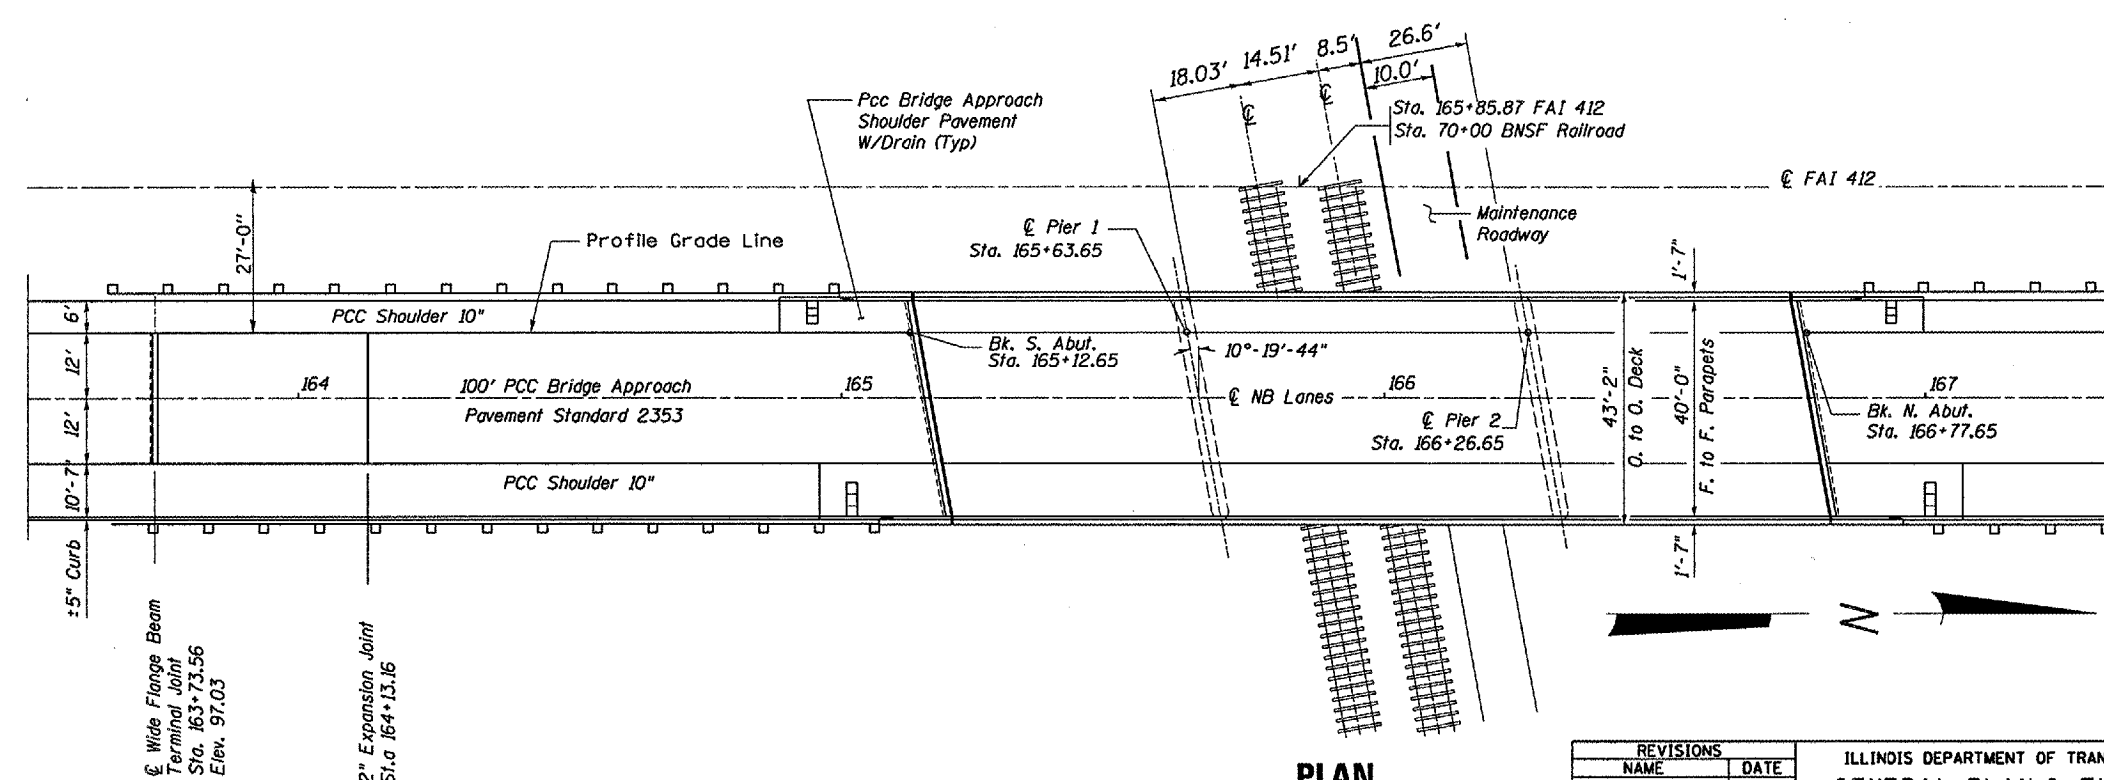 18.03'
14.51'
8.5'
26.6'
10.0'
Pcc Bridge Approach
Shoulder Pavement
W/Drain (Typ)
℄
℄
Sta. 165+85.87 FAI 412
Sta. 70+00 BNSF Railroad
℄ FAI 412
27'-0"
Profile Grade Line
℄ Pier 1
Sta. 165+63.65
Maintenance
Roadway
1'-7"
6'
PCC Shoulder 10"
Bk. S. Abut.
Sta. 165+12.65
10°-19'-44"
12'
164
100' PCC Bridge Approach
Pavement Standard 2353
165
℄ NB Lanes
166
43'-2"
O. to O. Deck
40'-0"
F. to F. Parapets
167
12'
℄ Pier 2
Sta. 166+26.65
Bk. N. Abut.
Sta. 166+77.65
10'-7"
PCC Shoulder 10"
±5" Curb
1'-7"
℄ Wide Flange Beam
Terminal Joint
Sta. 163+73.56
Elev. 97.03
2" Expansion Joint
St.a 164+13.16
N
PLAN
REVISIONS
NAME
DATE
ILLINOIS DEPARTMENT OF TRAN